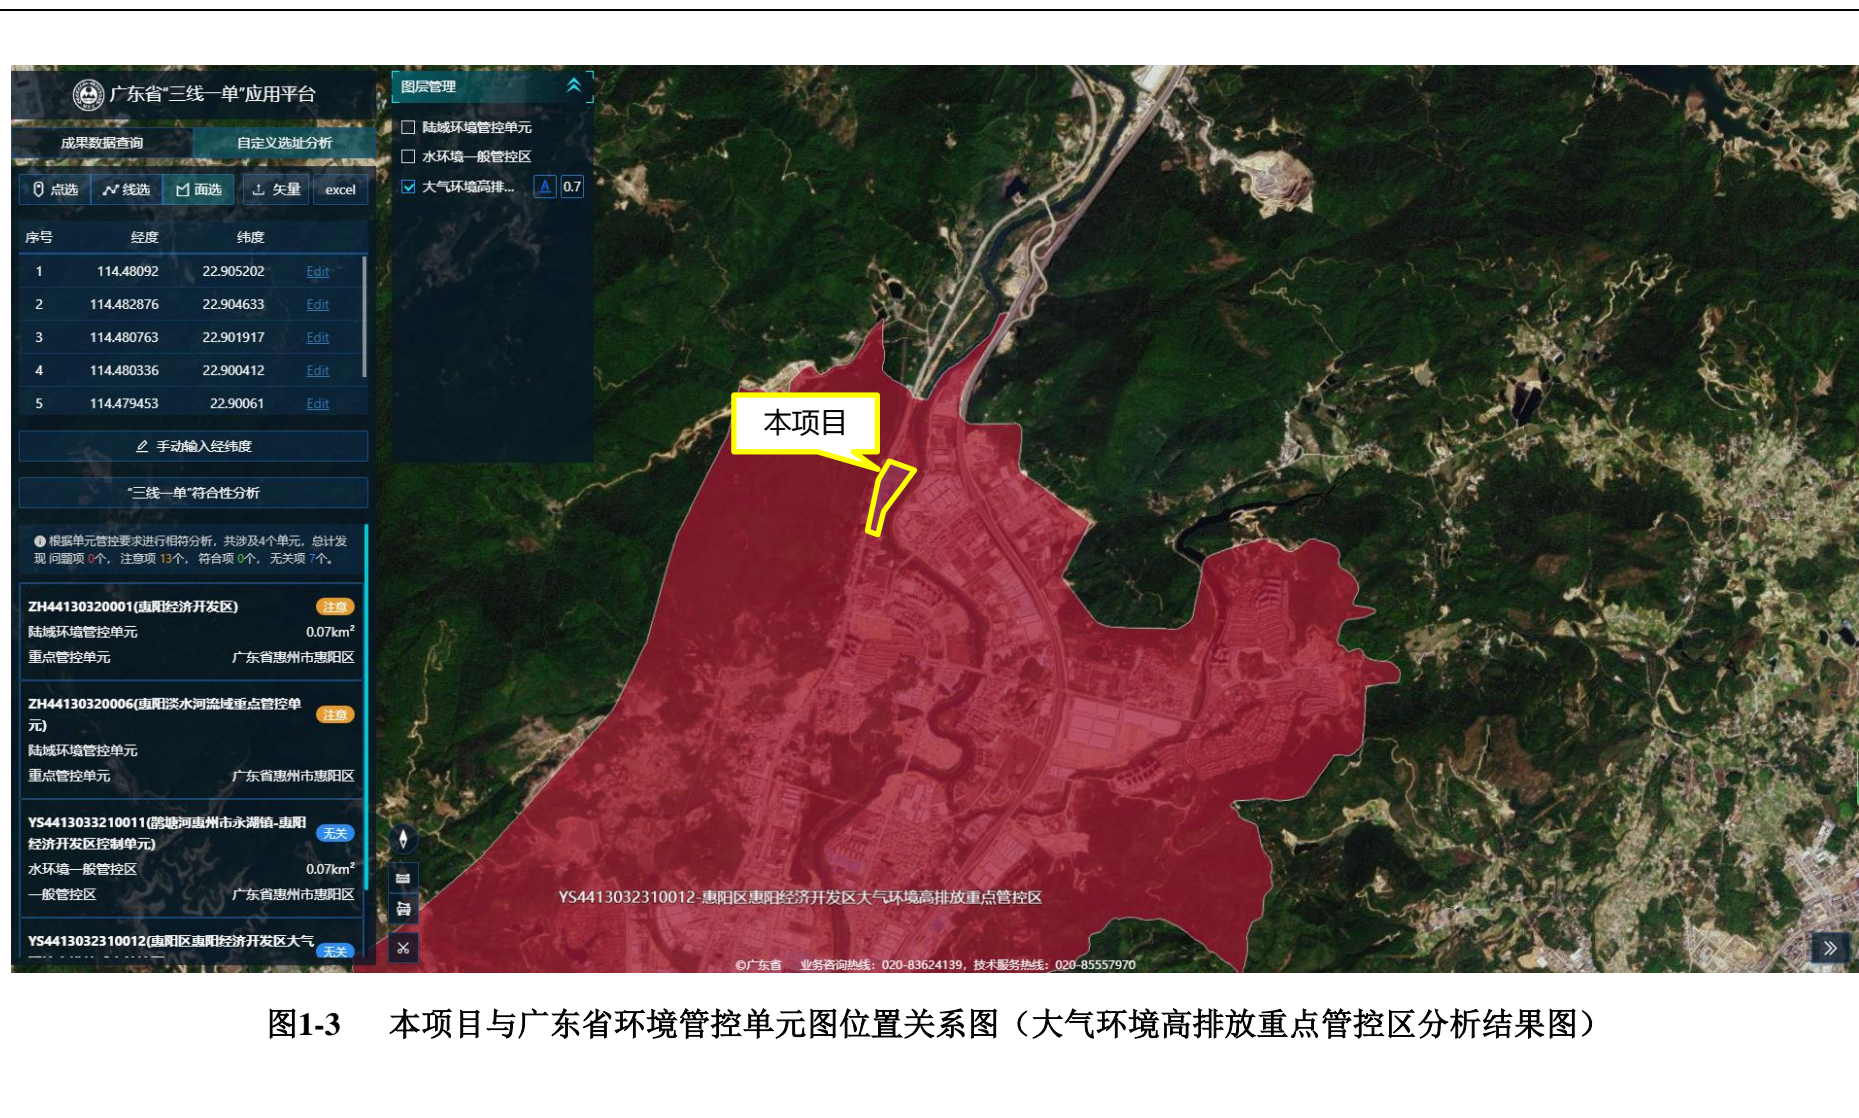 广东省"三线一单"应用平台
成果数据查询 自定义选址分析
点选 线选 面选 矢量 excel
序号 经度 纬度
1 114.48092 22.905202 Edit
2 114.482876 22.904633 Edit
3 114.480763 22.901917 Edit
4 114.480336 22.900412 Edit
5 114.479453 22.90061 Edit
手动输入经纬度
"三线一单"符合性分析
根据单元管控要求进行相符分析，共涉及4个单元，总计发
现 问题项 0个， 注意项 13个， 符合项 0个， 无关项 7个。
ZH44130320001(惠阳经济开发区) 注意
陆域环境管控单元 0.07km²
重点管控单元 广东省惠州市惠阳区
ZH44130320006(惠阳淡水河流域重点管控单
元) 注意
陆域环境管控单元
重点管控单元 广东省惠州市惠阳区
YS4413033210011(鹊塘河惠州市永湖镇-惠阳
经济开发区控制单元) 无关
水环境一般管控区 0.07km²
一般管控区 广东省惠州市惠阳区
YS4413032310012(惠阳区惠阳经济开发区大气
无关
图层管理
陆域环境管控单元
水环境一般管控区
大气环境高排... A 0.7
本项目
YS4413032310012-惠阳区惠阳经济开发区大气环境高排放重点管控区
©广东省 业务咨询热线：020-83624139，技术服务热线：020-85557970
图1-3 本项目与广东省环境管控单元图位置关系图（大气环境高排放重点管控区分析结果图）